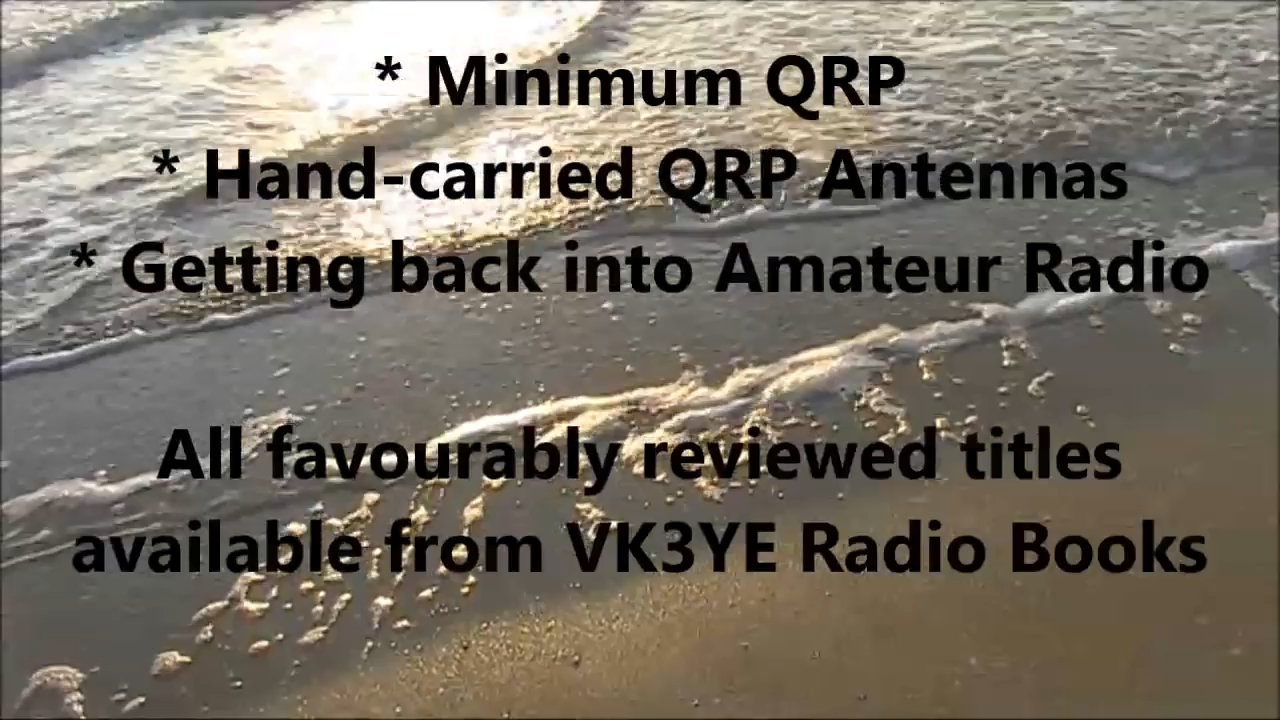 * Minimum QRP
* Hand-carried QRP Antennas
* Getting back into Amateur Radio
All favourably reviewed titles
available from VK3YE Radio Books